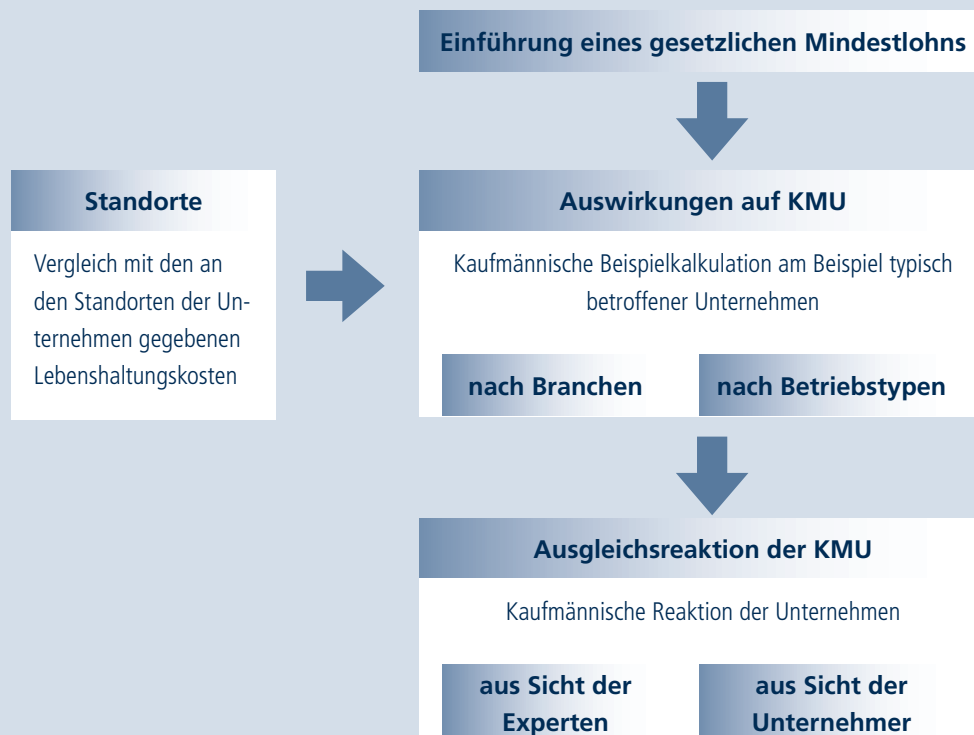 Einführung eines gesetzlichen Mindestlohns
Standorte
Vergleich mit den an
den Standorten der Un-
ternehmen gegebenen
Lebenshaltungskosten
Auswirkungen auf KMU
Kaufmännische Beispielkalkulation am Beispiel typisch
betroffener Unternehmen
nach Branchen
nach Betriebstypen
Ausgleichsreaktion der KMU
Kaufmännische Reaktion der Unternehmen
aus Sicht der
Experten
aus Sicht der
Unternehmer